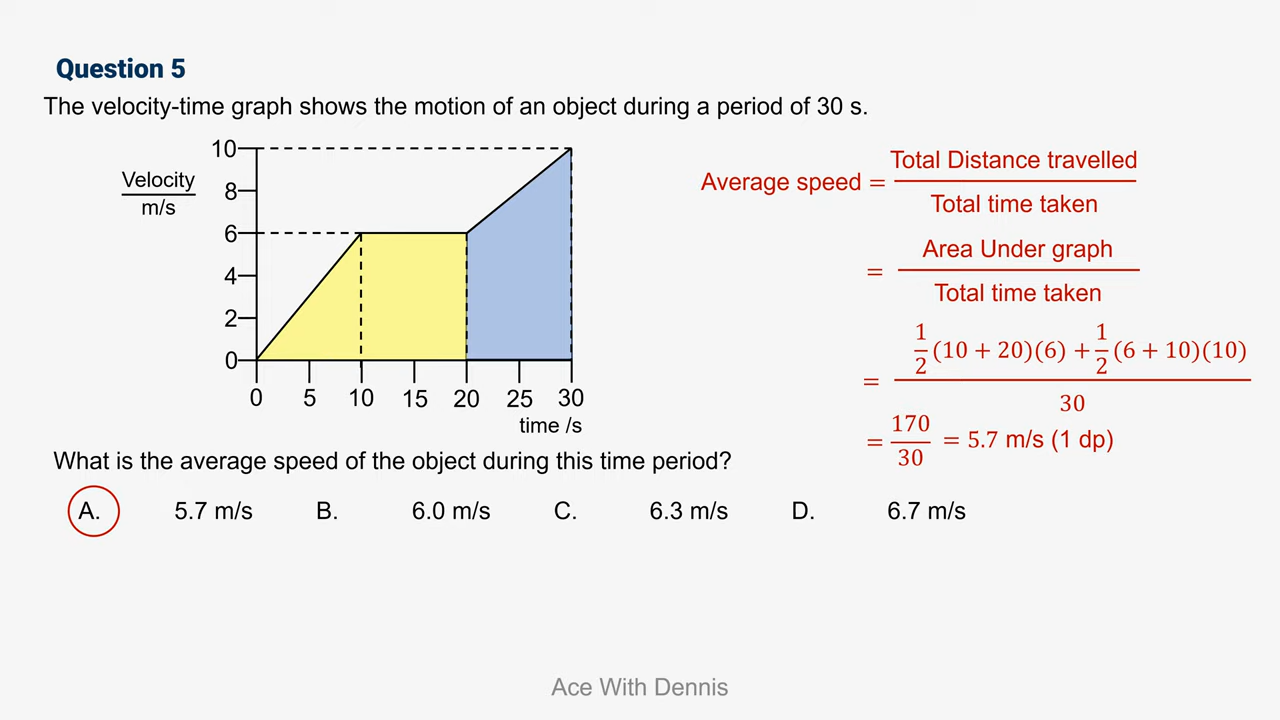 Question 5
The velocity-time graph shows the motion of an object during a period of 30 s.
Velocity
m/s
10
8
6
4
2
0
0 5 10 15 20 25 30
time /s
Average speed = Total Distance travelled
Total time taken
= Area Under graph
Total time taken
= 1/2 (10 + 20)(6) + 1/2 (6 + 10)(10)
30
= 170/30 = 5.7 m/s (1 dp)
What is the average speed of the object during this time period?
A. 5.7 m/s B. 6.0 m/s C. 6.3 m/s D. 6.7 m/s
Ace With Dennis